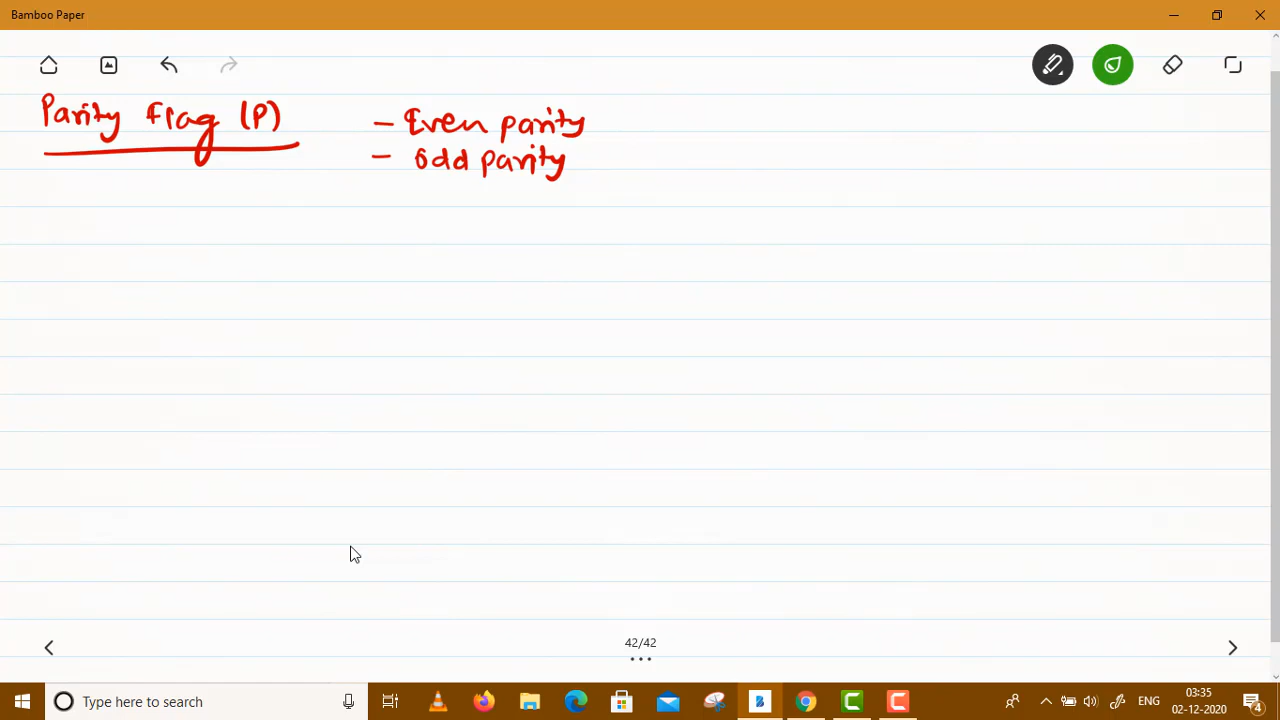 Bamboo Paper
Parity Flag (P)
- Even parity
- odd parity
42/42
Type here to search
ENG
03:35
02-12-2020
4